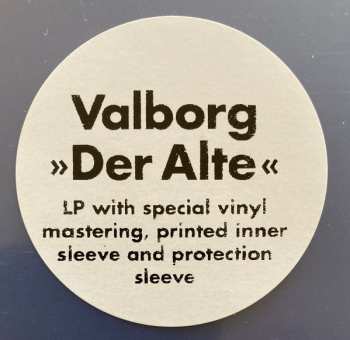 Valborg
»Der Alte«
LP with special vinyl
mastering, printed inner
sleeve and protection
sleeve